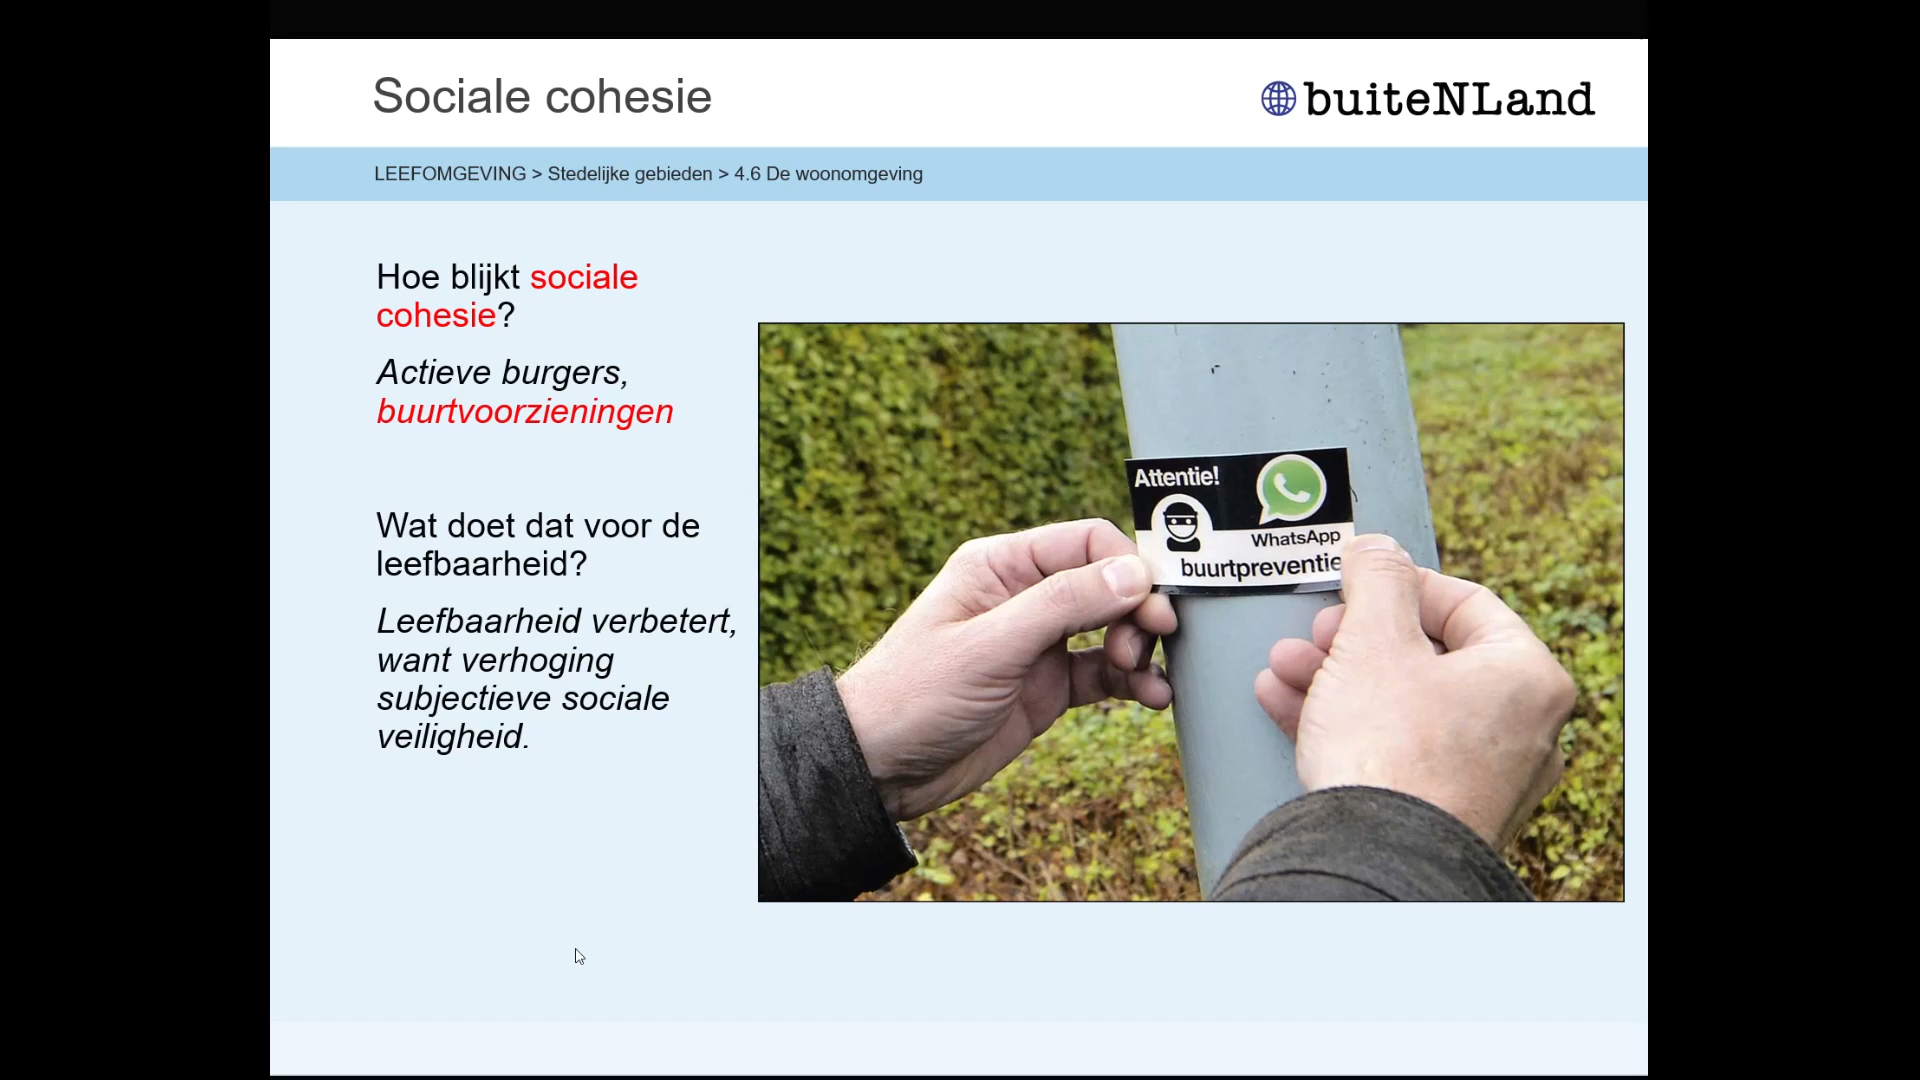 Sociale cohesie
buiteNLand
LEEFOMGEVING > Stedelijke gebieden > 4.6 De woonomgeving
Hoe blijkt sociale
cohesie?
Actieve burgers,
buurtvoorzieningen
Wat doet dat voor de
leefbaarheid?
Leefbaarheid verbetert,
want verhoging
subjectieve sociale
veiligheid.
Attentie!
WhatsApp
buurtpreventie